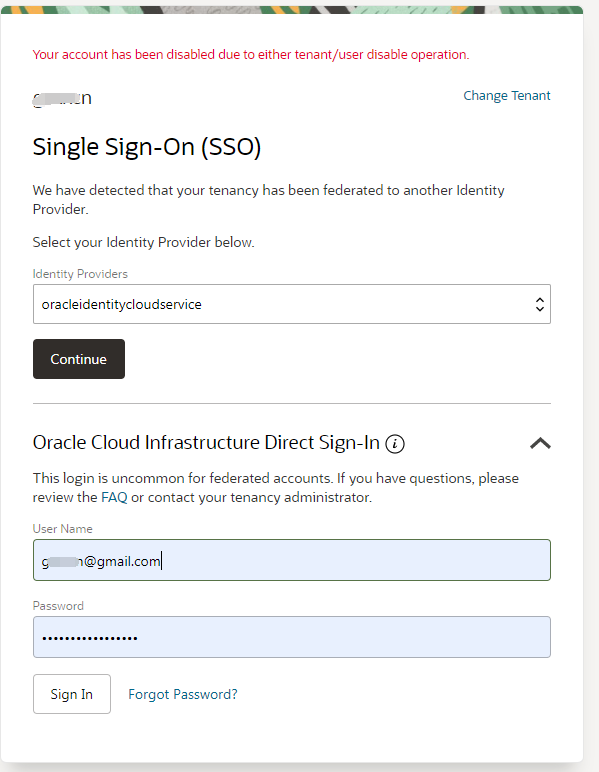 Your account has been disabled due to either tenant/user disable operation.
Change Tenant
Single Sign-On (SSO)
We have detected that your tenancy has been federated to another Identity
Provider.
Select your Identity Provider below.
Identity Providers
oracleidentitycloudservice
Continue
Oracle Cloud Infrastructure Direct Sign-In
This login is uncommon for federated accounts. If you have questions, please
review the FAQ or contact your tenancy administrator.
User Name
@gmail.com
Password
Sign In
Forgot Password?